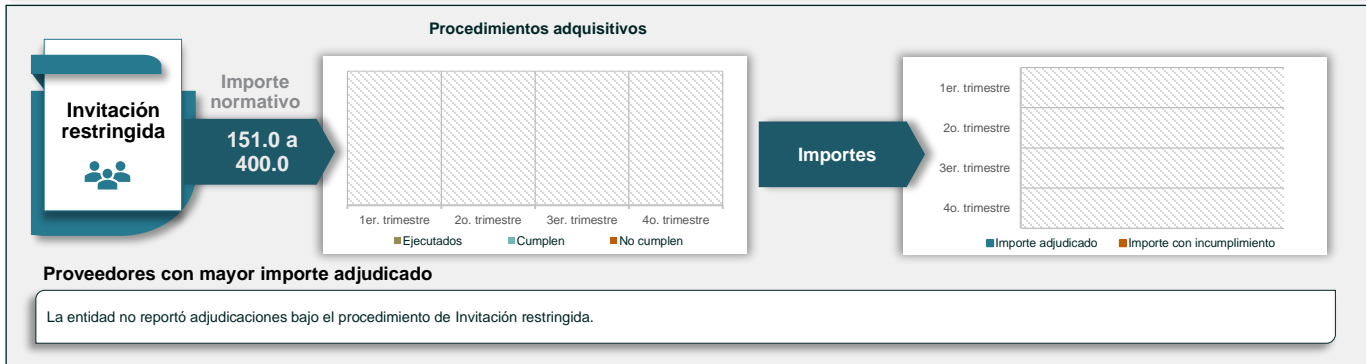 Procedimientos adquisitivos
Invitación
restringida
Importe
normativo
151.0 a
400.0
1er. trimestre
2o. trimestre
3er. trimestre
4o. trimestre
Ejecutados
Cumplen
No cumplen
Importes
1er. trimestre
2o. trimestre
3er. trimestre
4o. trimestre
Importe adjudicado
Importe con incumplimiento
Proveedores con mayor importe adjudicado
La entidad no reportó adjudicaciones bajo el procedimiento de Invitación restringida.